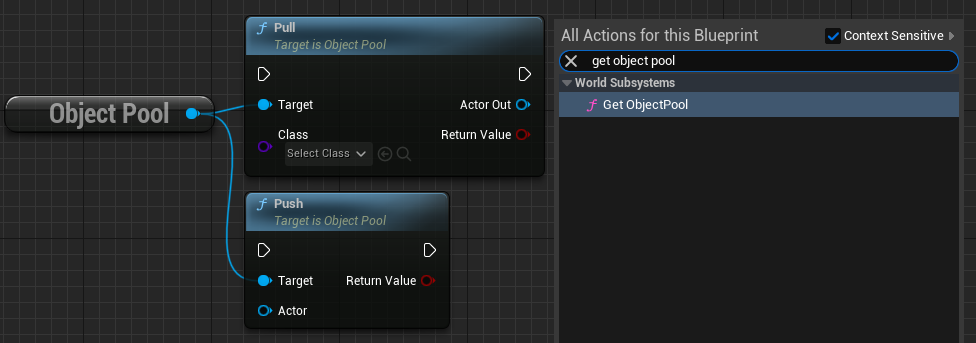 Object Pool
f Pull
Target is Object Pool
Target
Actor Out
Class
Select Class
Return Value
f Push
Target is Object Pool
Target
Return Value
Actor
All Actions for this Blueprint
Context Sensitive
get object pool
World Subsystems
f Get ObjectPool